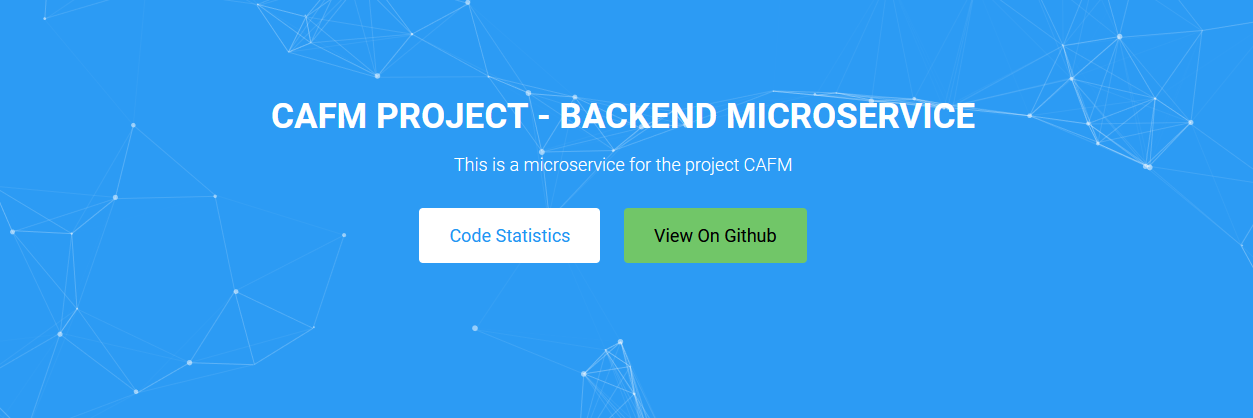 CAFM PROJECT - BACKEND MICROSERVICE
This is a microservice for the project CAFM
Code Statistics
View On Github